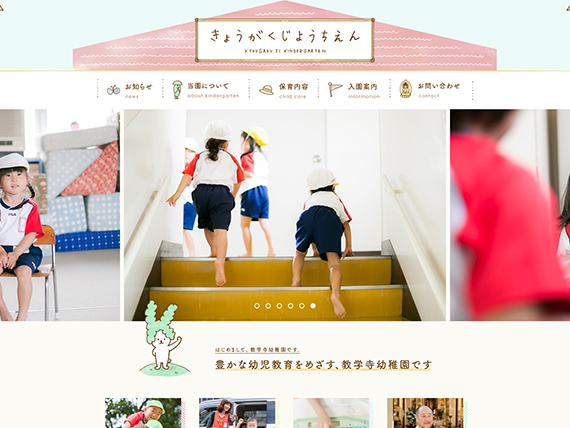 きょうがくじようちえん
KYOUGAKU JI KINDERGARTEN
お知らせ
news
当園について
about kindergarten
保育内容
child care
入園案内
information
お問い合わせ
contact
はじめまして、教学寺幼稚園です。
豊かな幼児教育をめざす、教学寺幼稚園です